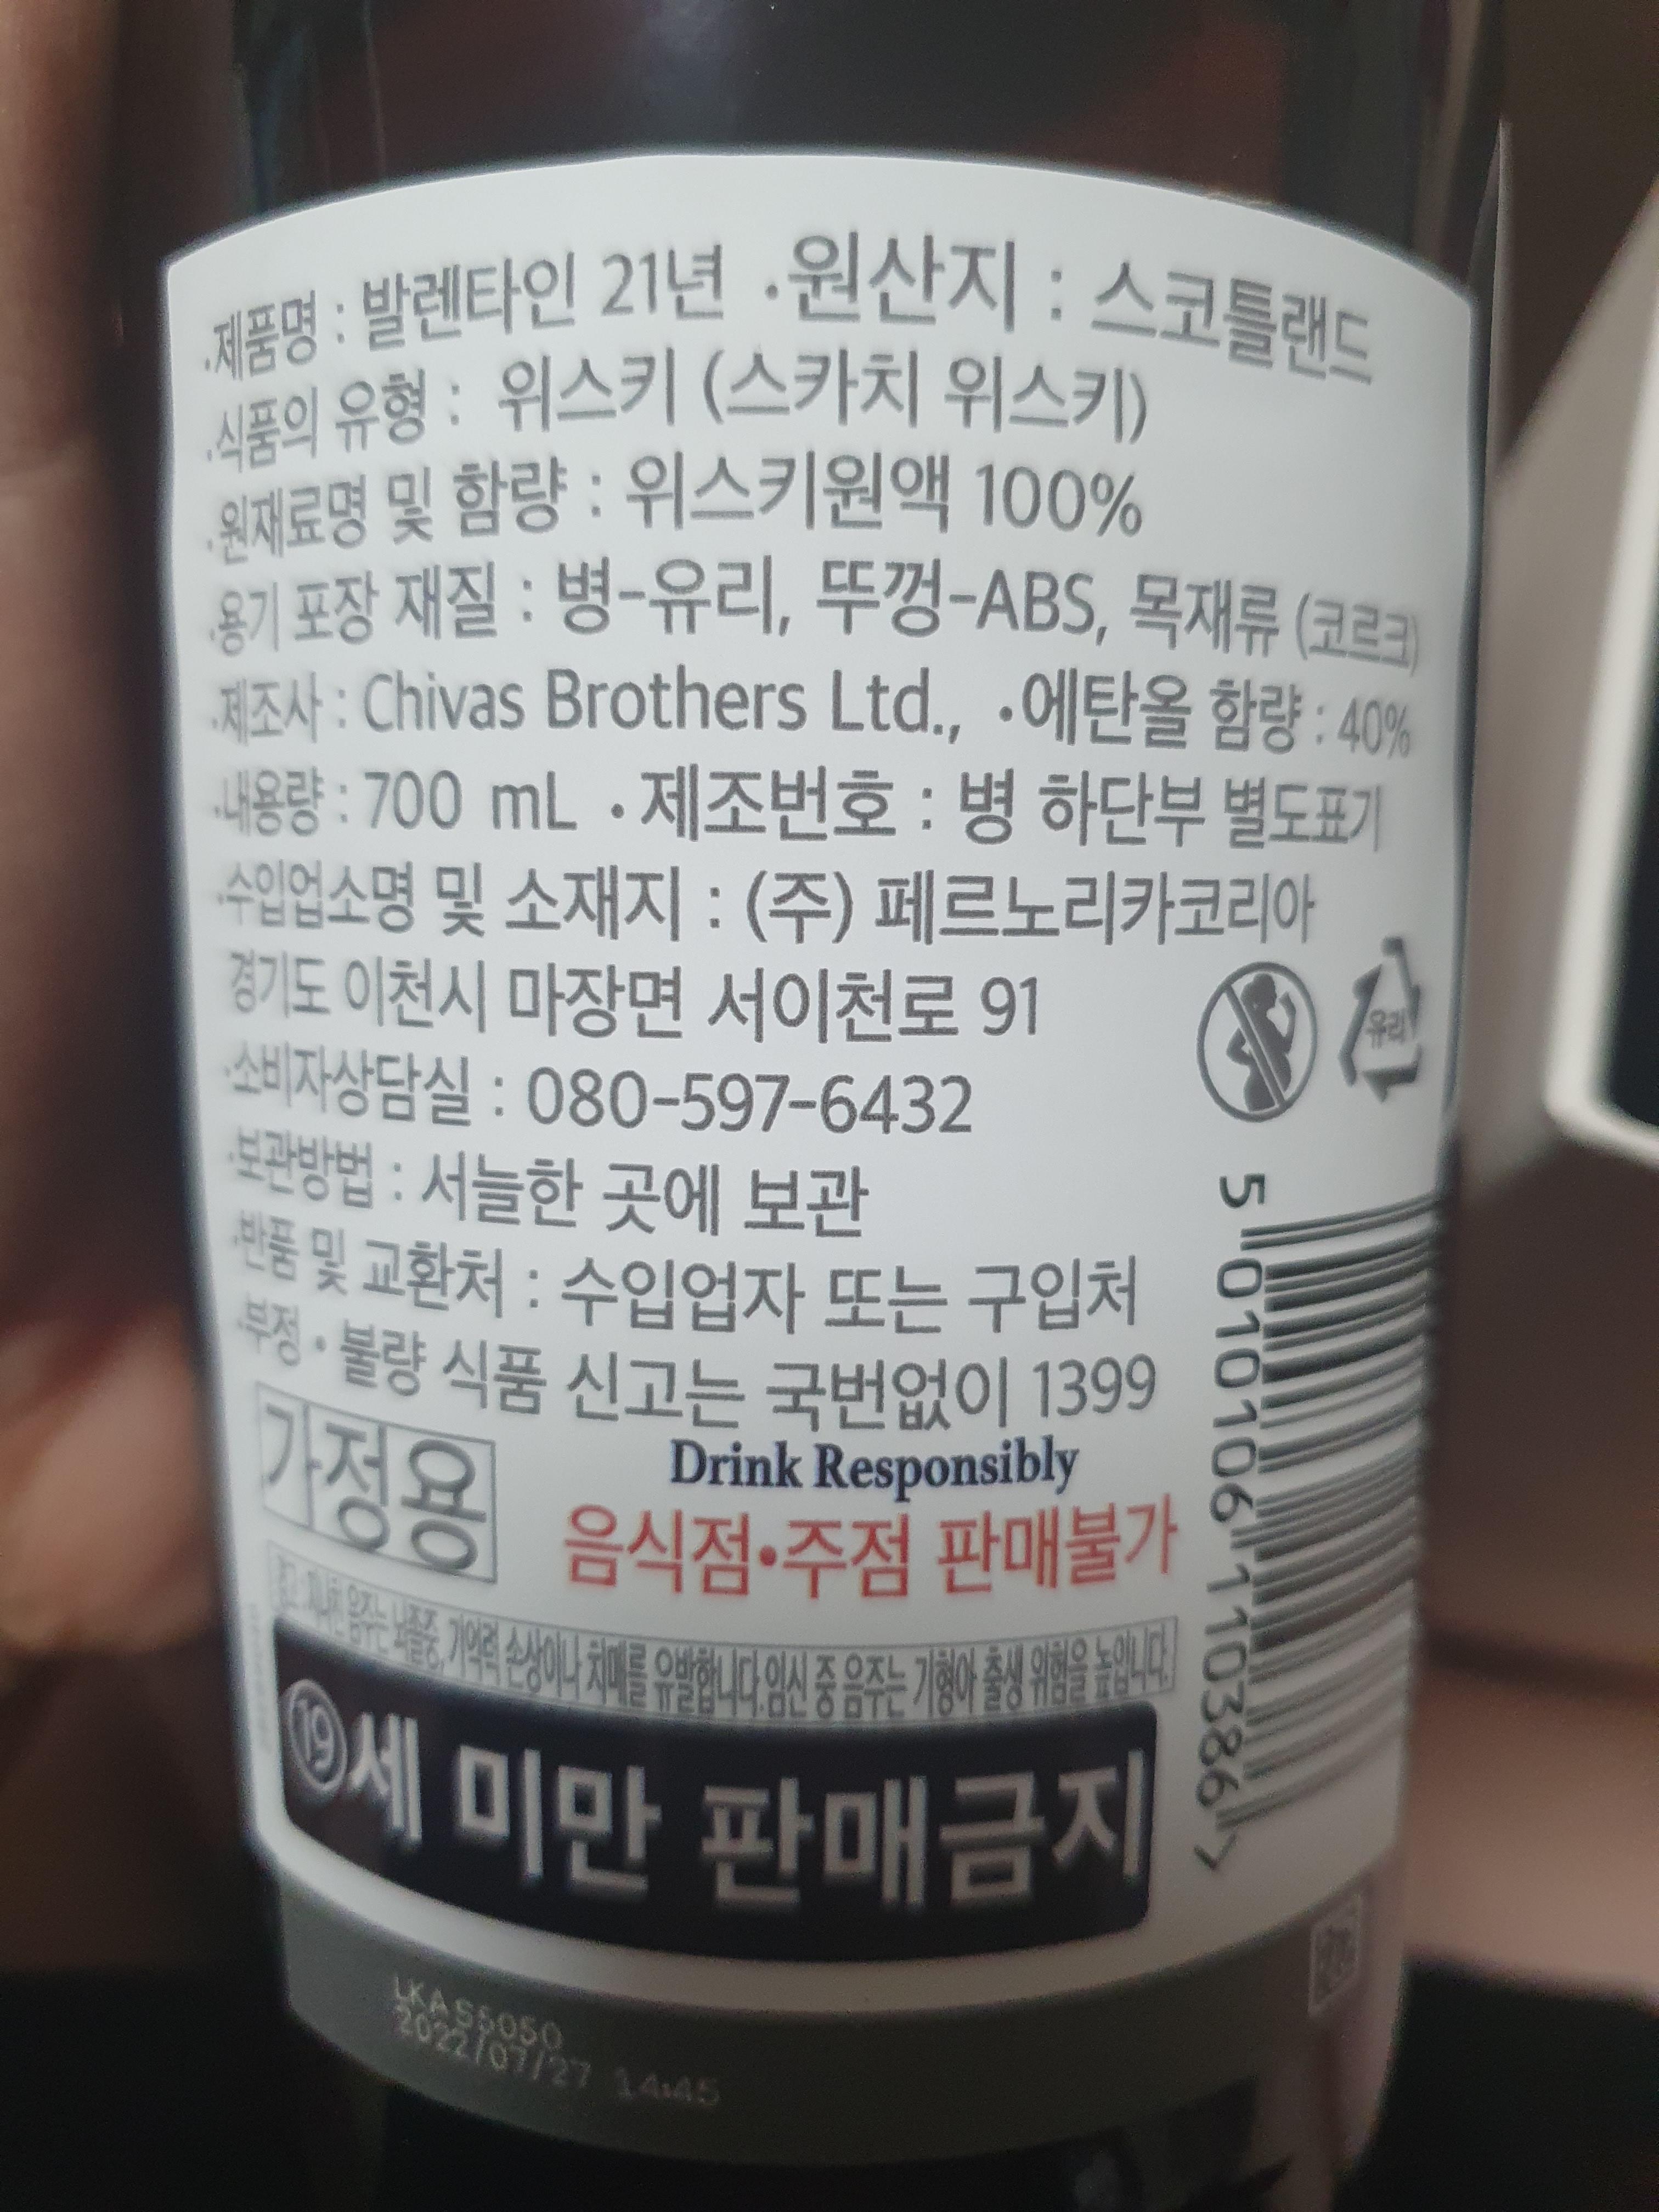 ·제품명 : 발렌타인 21년 ·원산지 : 스코틀랜드
·식품의 유형 : 위스키 (스카치 위스키)
·원재료명 및 함량 : 위스키원액 100%
·용기 포장 재질 : 병-유리, 뚜껑-ABS, 목재류 (코르크)
·제조사 : Chivas Brothers Ltd., ·에탄올 함량 : 40%
·내용량 : 700 mL ·제조번호 : 병 하단부 별도표기
·수입업소명 및 소재지 : (주) 페르노리카코리아
경기도 이천시 마장면 서이천로 91
유리
·소비자상담실 : 080-597-6432
·보관방법 : 서늘한 곳에 보관
·반품 및 교환처 : 수입업자 또는 구입처
·부정·불량 식품 신고는 국번없이 1399
가정용
Drink Responsibly
음식점·주점 판매불가
경고 : 지나친 음주는 뇌졸중, 기억력 손상이나 치매를 유발합니다.임신 중 음주는 기형아 출생 위험을 높입니다.
19세 미만 판매금지
5 010106 110386 >
LKAS5050
2022/07/27 14:45